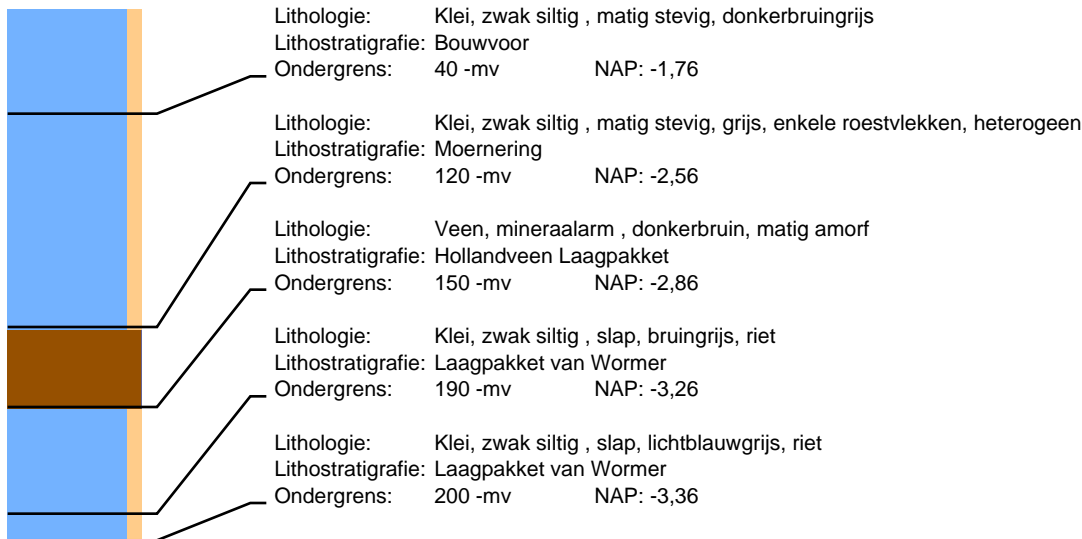 Lithologie: Klei, zwak siltig , matig stevig, donkerbruingrijs
Lithostratigrafie: Bouwvoor
Ondergrens: 40 -mv NAP: -1,76
Lithologie: Klei, zwak siltig , matig stevig, grijs, enkele roestvlekken, heterogeen
Lithostratigrafie: Moernering
Ondergrens: 120 -mv NAP: -2,56
Lithologie: Veen, mineraalarm , donkerbruin, matig amorf
Lithostratigrafie: Hollandveen Laagpakket
Ondergrens: 150 -mv NAP: -2,86
Lithologie: Klei, zwak siltig , slap, bruingrijs, riet
Lithostratigrafie: Laagpakket van Wormer
Ondergrens: 190 -mv NAP: -3,26
Lithologie: Klei, zwak siltig , slap, lichtblauwgrijs, riet
Lithostratigrafie: Laagpakket van Wormer
Ondergrens: 200 -mv NAP: -3,36